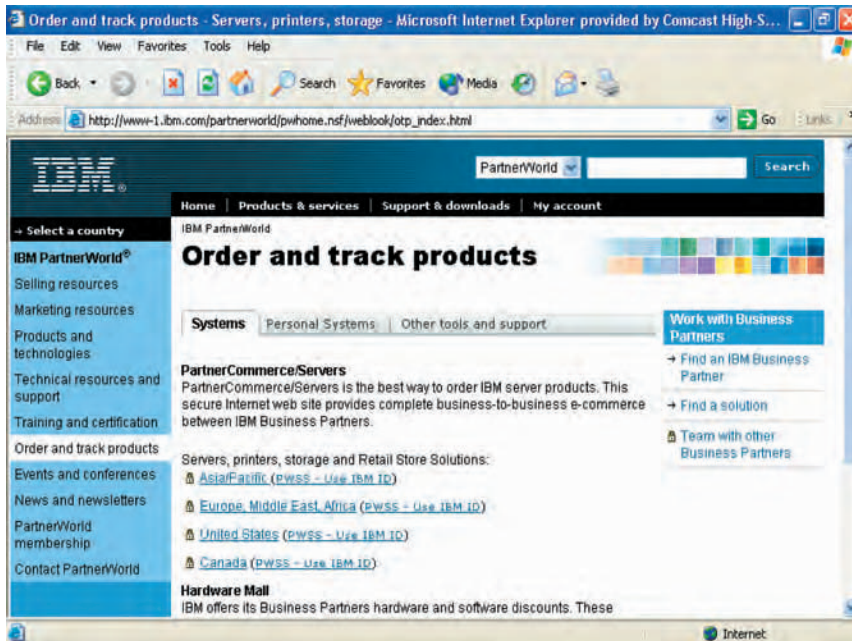 Order and track products - Servers, printers, storage - Microsoft Internet Explorer provided by Comcast High-S...
File Edit View Favorites Tools Help
Back Search Favorites Media
Address http://www-1.ibm.com/partnerworld/pwhome.nsf/weblook/otp_index.html Go Links
IBM®
PartnerWorld Search
Home | Products & services | Support & downloads | My account
→ Select a country
IBM PartnerWorld®
Selling resources
Marketing resources
Products and
technologies
Technical resources and
support
Training and certification
Order and track products
Events and conferences
News and newsletters
PartnerWorld
membership
Contact PartnerWorld
IBM PartnerWorld
Order and track products
Systems | Personal Systems | Other tools and support
PartnerCommerce/Servers
PartnerCommerce/Servers is the best way to order IBM server products. This
secure Internet web site provides complete business-to-business e-commerce
between IBM Business Partners.
Servers, printers, storage and Retail Store Solutions:
Asia/Pacific (PWSS - Use IBM ID)
Europe, Middle East, Africa (PWSS - Use IBM ID)
United States (PWSS - Use IBM ID)
Canada (PWSS - Use IBM ID)
Hardware Mall
IBM offers its Business Partners hardware and software discounts. These
Work with Business
Partners
→ Find an IBM Business
Partner
→ Find a solution
Team with other
Business Partners
Internet